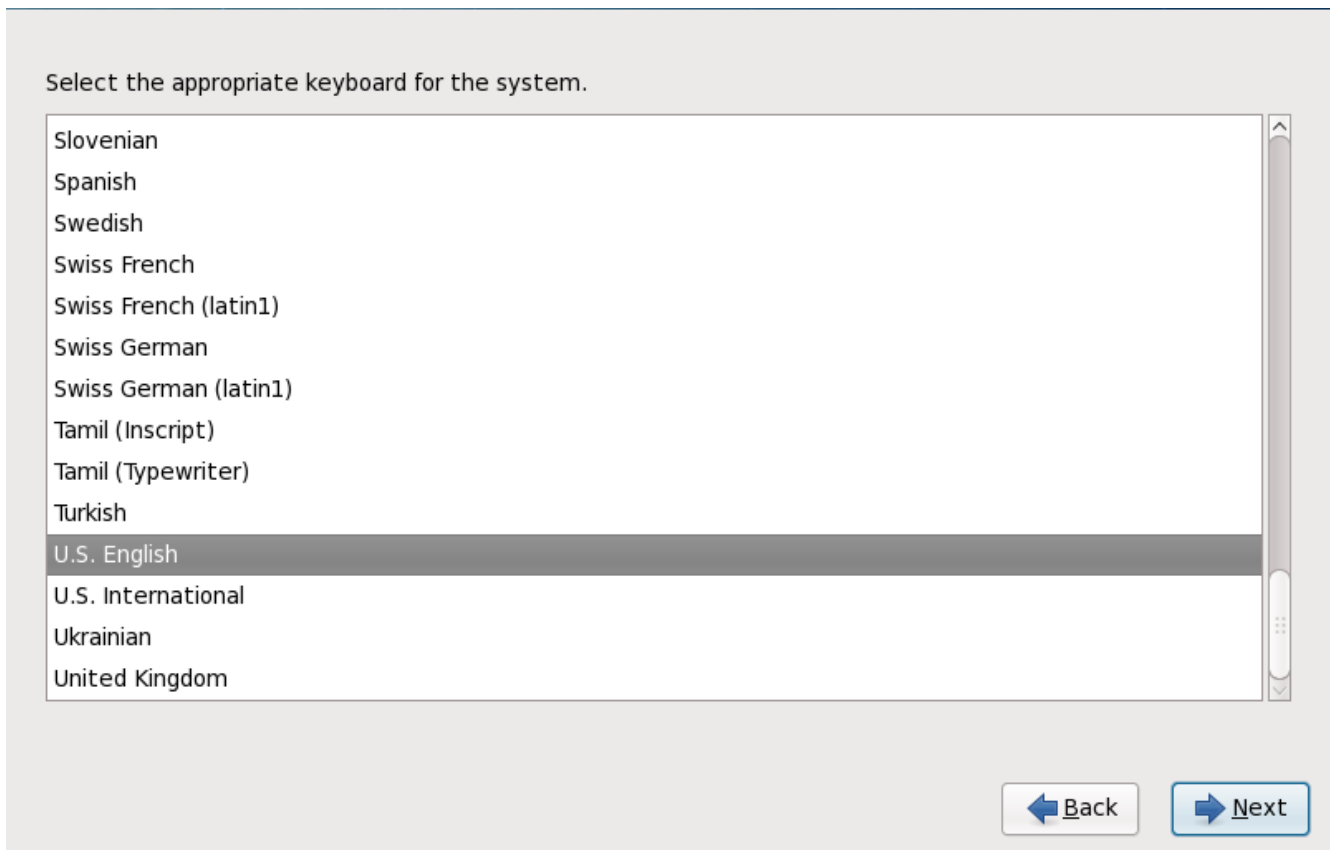 Select the appropriate keyboard for the system.
Slovenian
Spanish
Swedish
Swiss French
Swiss French (latin1)
Swiss German
Swiss German (latin1)
Tamil (Inscript)
Tamil (Typewriter)
Turkish
U.S. English
U.S. International
Ukrainian
United Kingdom
Back Next